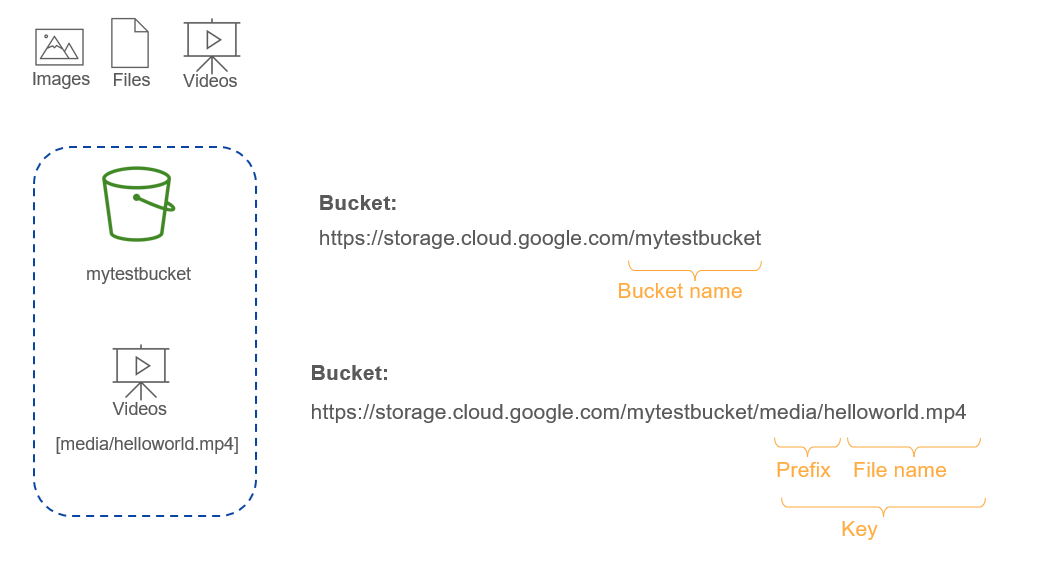 Images
Files
Videos
mytestbucket
Videos
[media/helloworld.mp4]
Bucket:
https://storage.cloud.google.com/mytestbucket
Bucket name
Bucket:
https://storage.cloud.google.com/mytestbucket/media/helloworld.mp4
Prefix
File name
Key